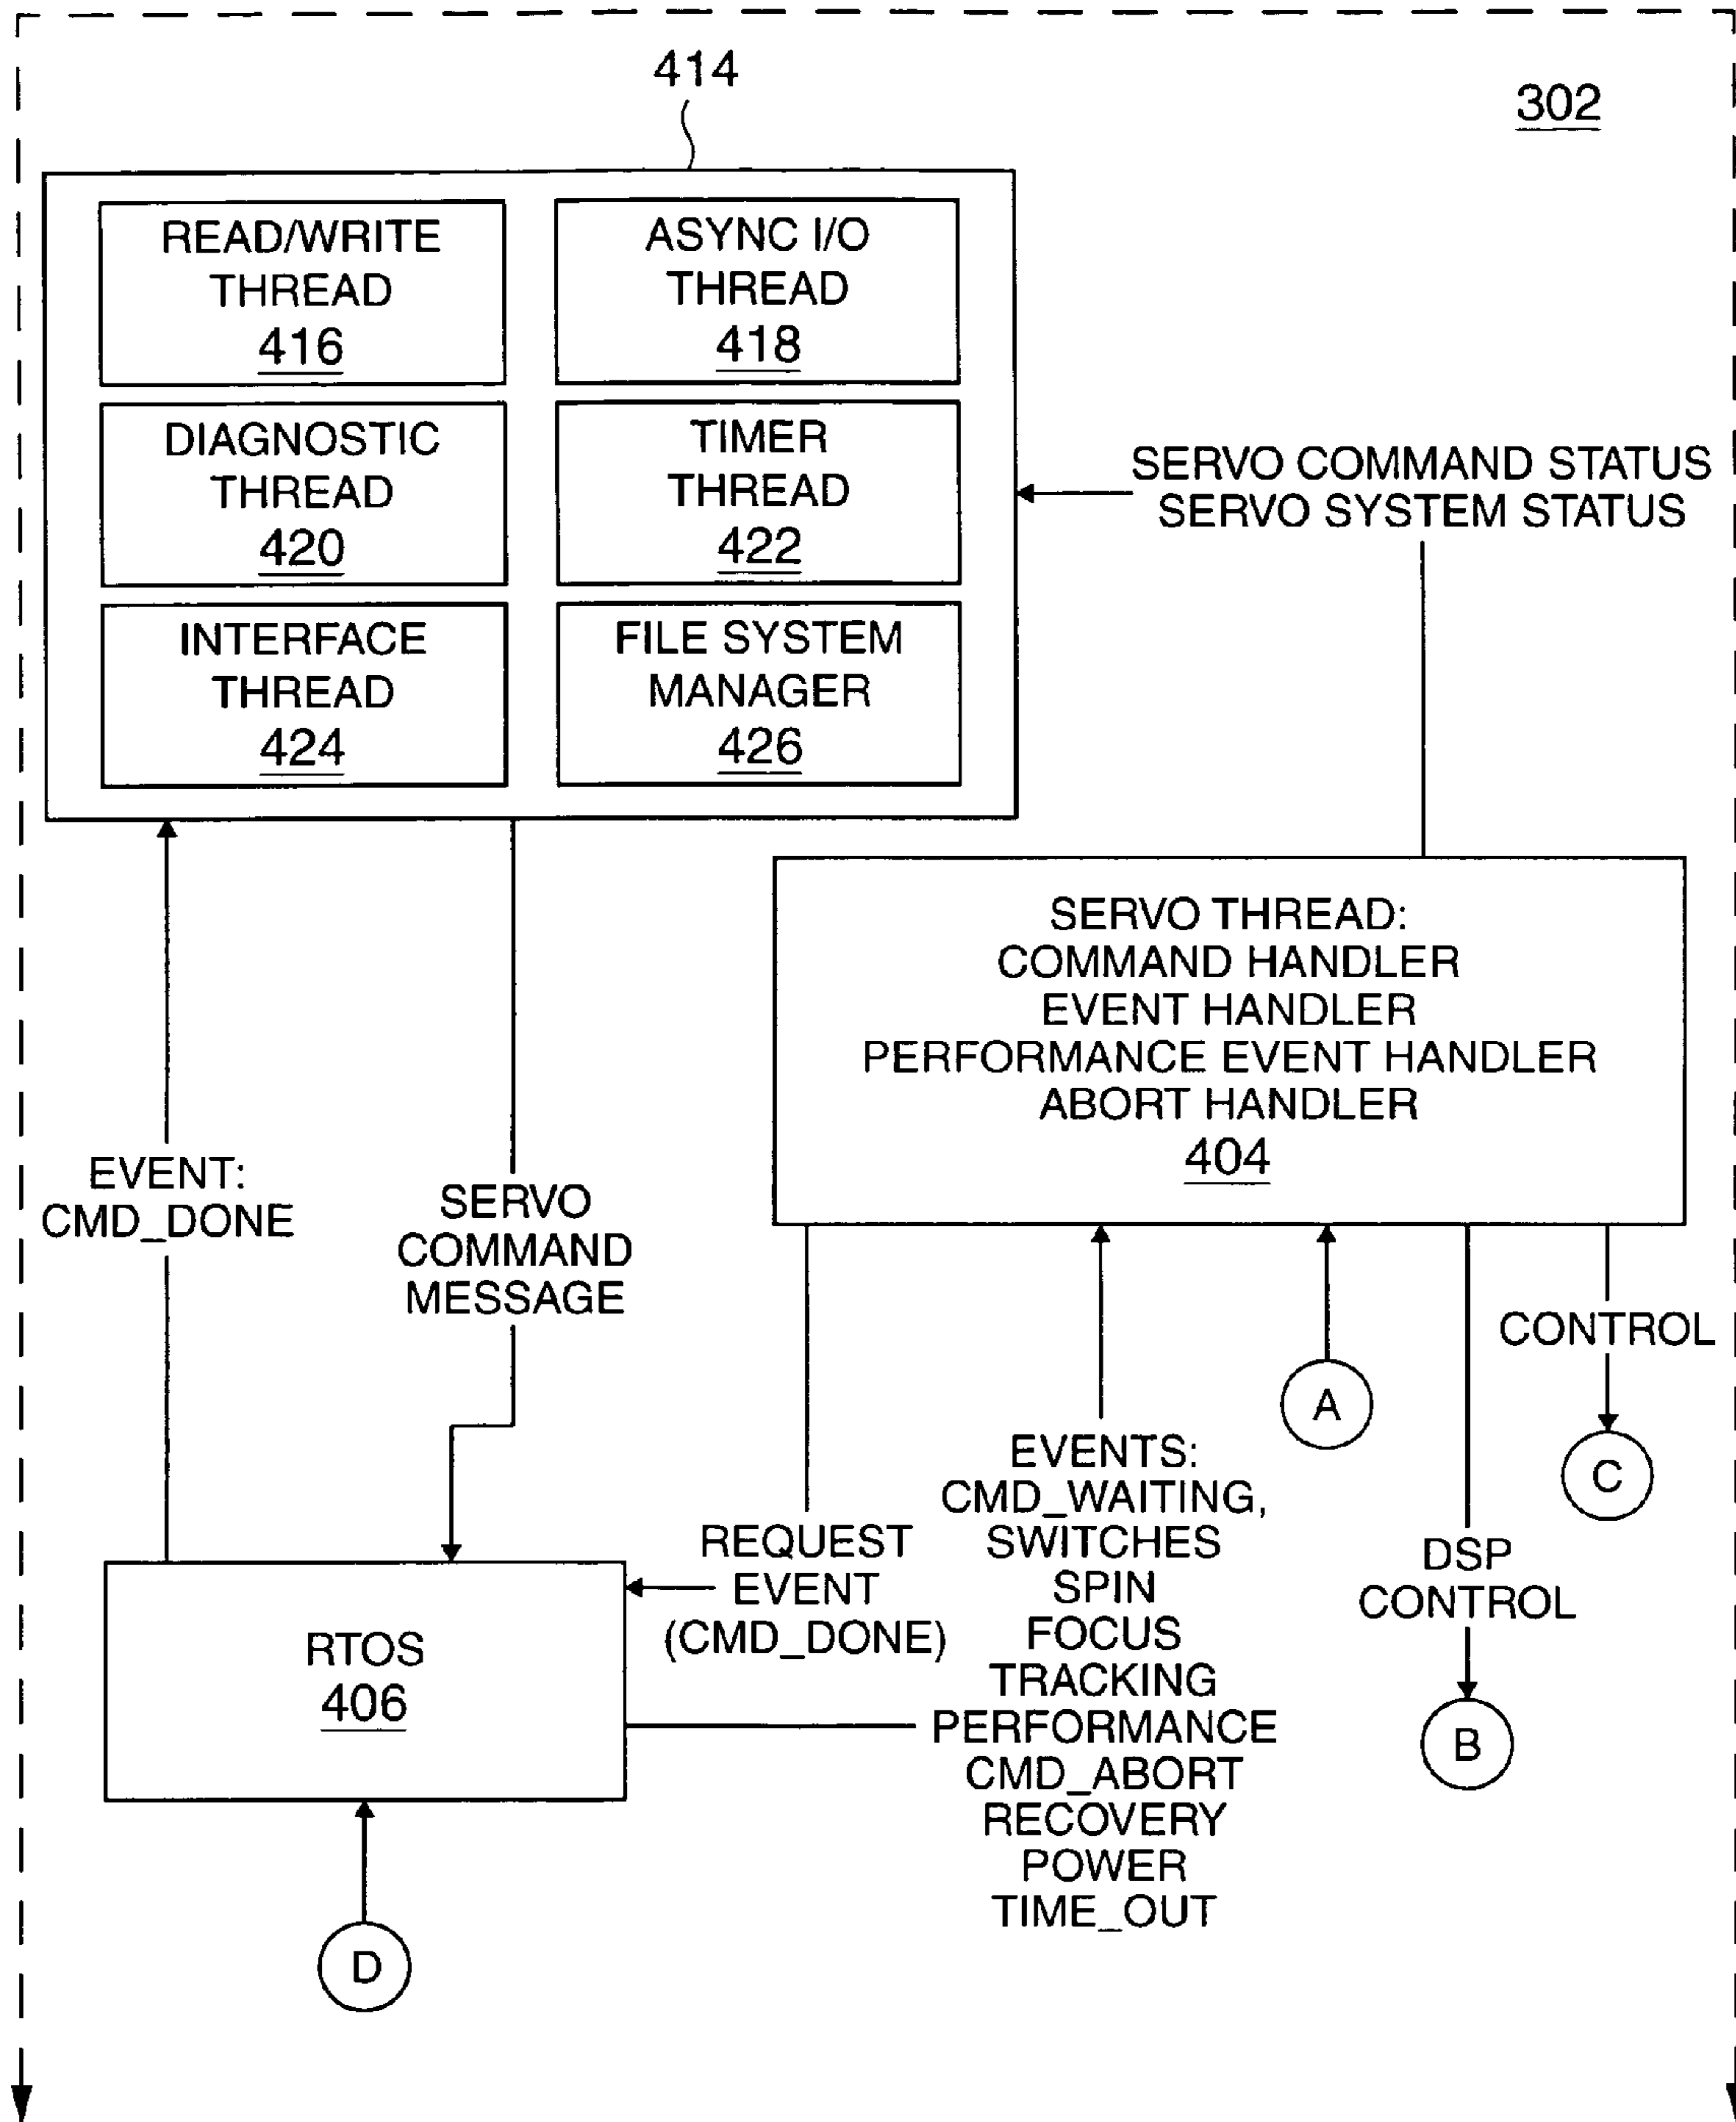 414
302
READ/WRITE
THREAD
416
ASYNC I/O
THREAD
418
DIAGNOSTIC
THREAD
420
TIMER
THREAD
422
INTERFACE
THREAD
424
FILE SYSTEM
MANAGER
426
SERVO COMMAND STATUS
SERVO SYSTEM STATUS
SERVO THREAD:
COMMAND HANDLER
EVENT HANDLER
PERFORMANCE EVENT HANDLER
ABORT HANDLER
404
EVENT:
CMD_DONE
SERVO
COMMAND
MESSAGE
CONTROL
A
C
EVENTS:
CMD_WAITING,
SWITCHES
SPIN
FOCUS
TRACKING
PERFORMANCE
CMD_ABORT
RECOVERY
POWER
TIME_OUT
REQUEST
EVENT
(CMD_DONE)
DSP
CONTROL
B
RTOS
406
D